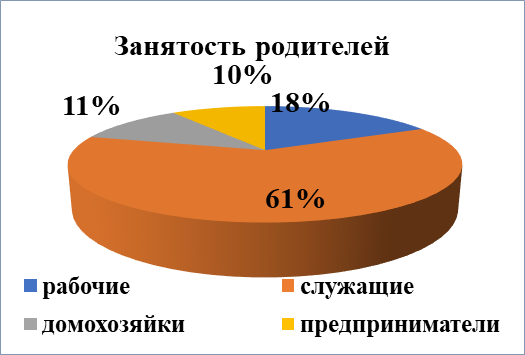 Занятость родителей
10%
18%
11%
61%
рабочие
служащие
домохозяйки
предприниматели